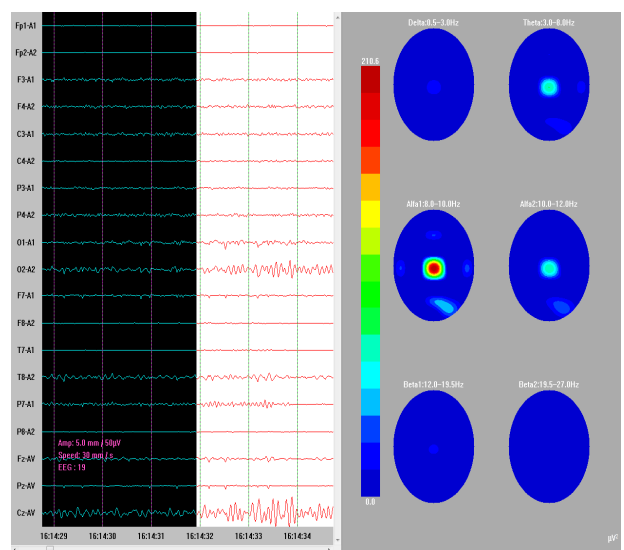 Fp1-A1
Fp2-A2
F3-A1
F4-A2
C3-A1
C4-A2
P3-A1
P4-A2
O1-A1
O2-A2
F7-A1
F8-A2
T7-A1
T8-A2
P7-A1
P8-A2
Fz-AV
Pz-AV
Cz-AV
Amp: 5.0 mm / 50µV
Speed: 30 mm / s
EEG : 19
16:14:29 16:14:30 16:14:31 16:14:32 16:14:33 16:14:34
210.6
0.0
Delta:0.5-3.0Hz Theta:3.0-8.0Hz
Alfa1:8.0-10.0Hz Alfa2:10.0-12.0Hz
Beta1:12.0-19.5Hz Beta2:19.5-27.0Hz
µV²